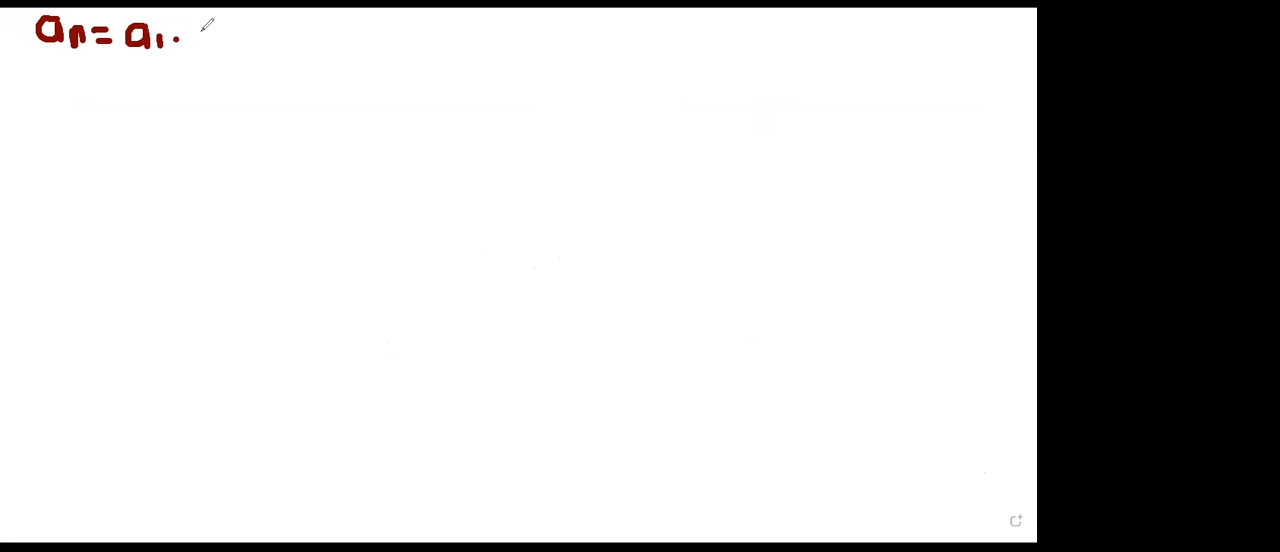 aₙ = a₁ ·